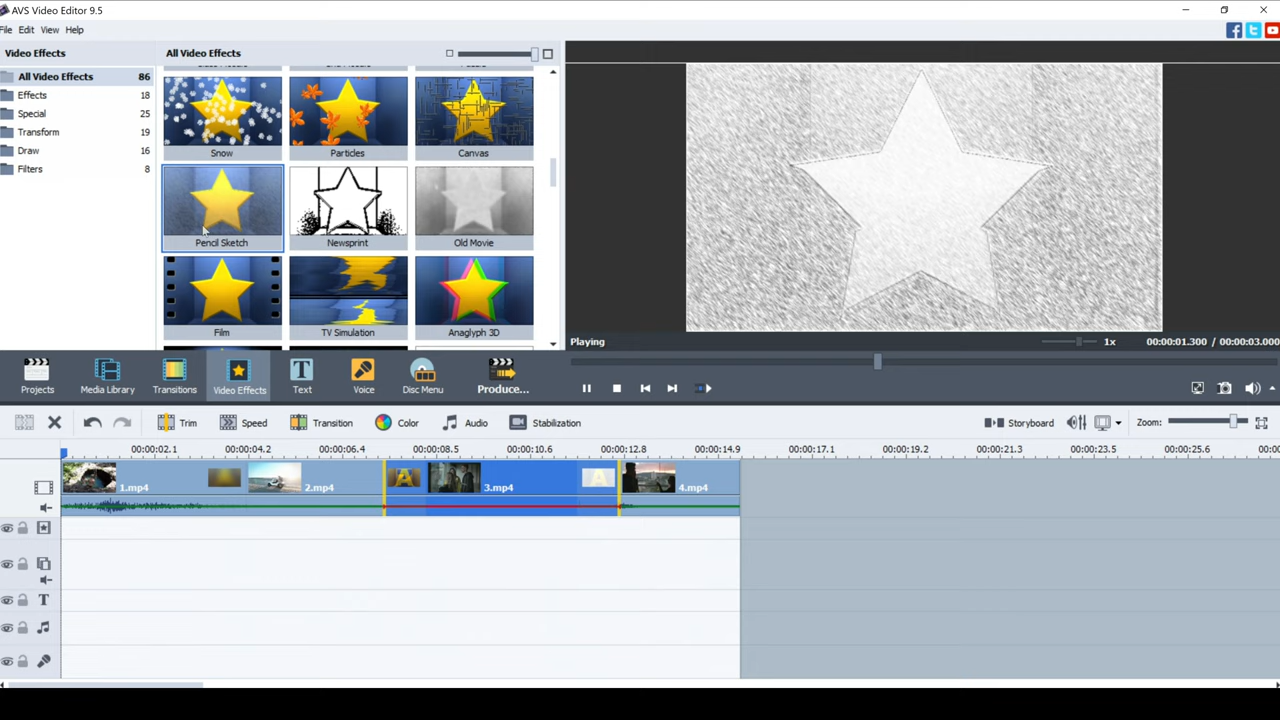 AVS Video Editor 9.5
File Edit View Help
Video Effects
All Video Effects
All Video Effects 86
Effects 18
Special 25
Transform 19
Draw 16
Filters 8
Snow
Particles
Canvas
Pencil Sketch
Newsprint
Old Movie
Film
TV Simulation
Anaglyph 3D
Playing
1x
00:00:01.300 / 00:00:03.000
Projects
Media Library
Transitions
Video Effects
Text
Voice
Disc Menu
Produce...
Trim
Speed
Transition
Color
Audio
Stabilization
Storyboard
Zoom:
00:00:02.1 00:00:04.2 00:00:06.4 00:00:08.5 00:00:10.6 00:00:12.8 00:00:14.9 00:00:17.1 00:00:19.2 00:00:21.3 00:00:23.5 00:00:25.6
1.mp4
2.mp4
3.mp4
4.mp4